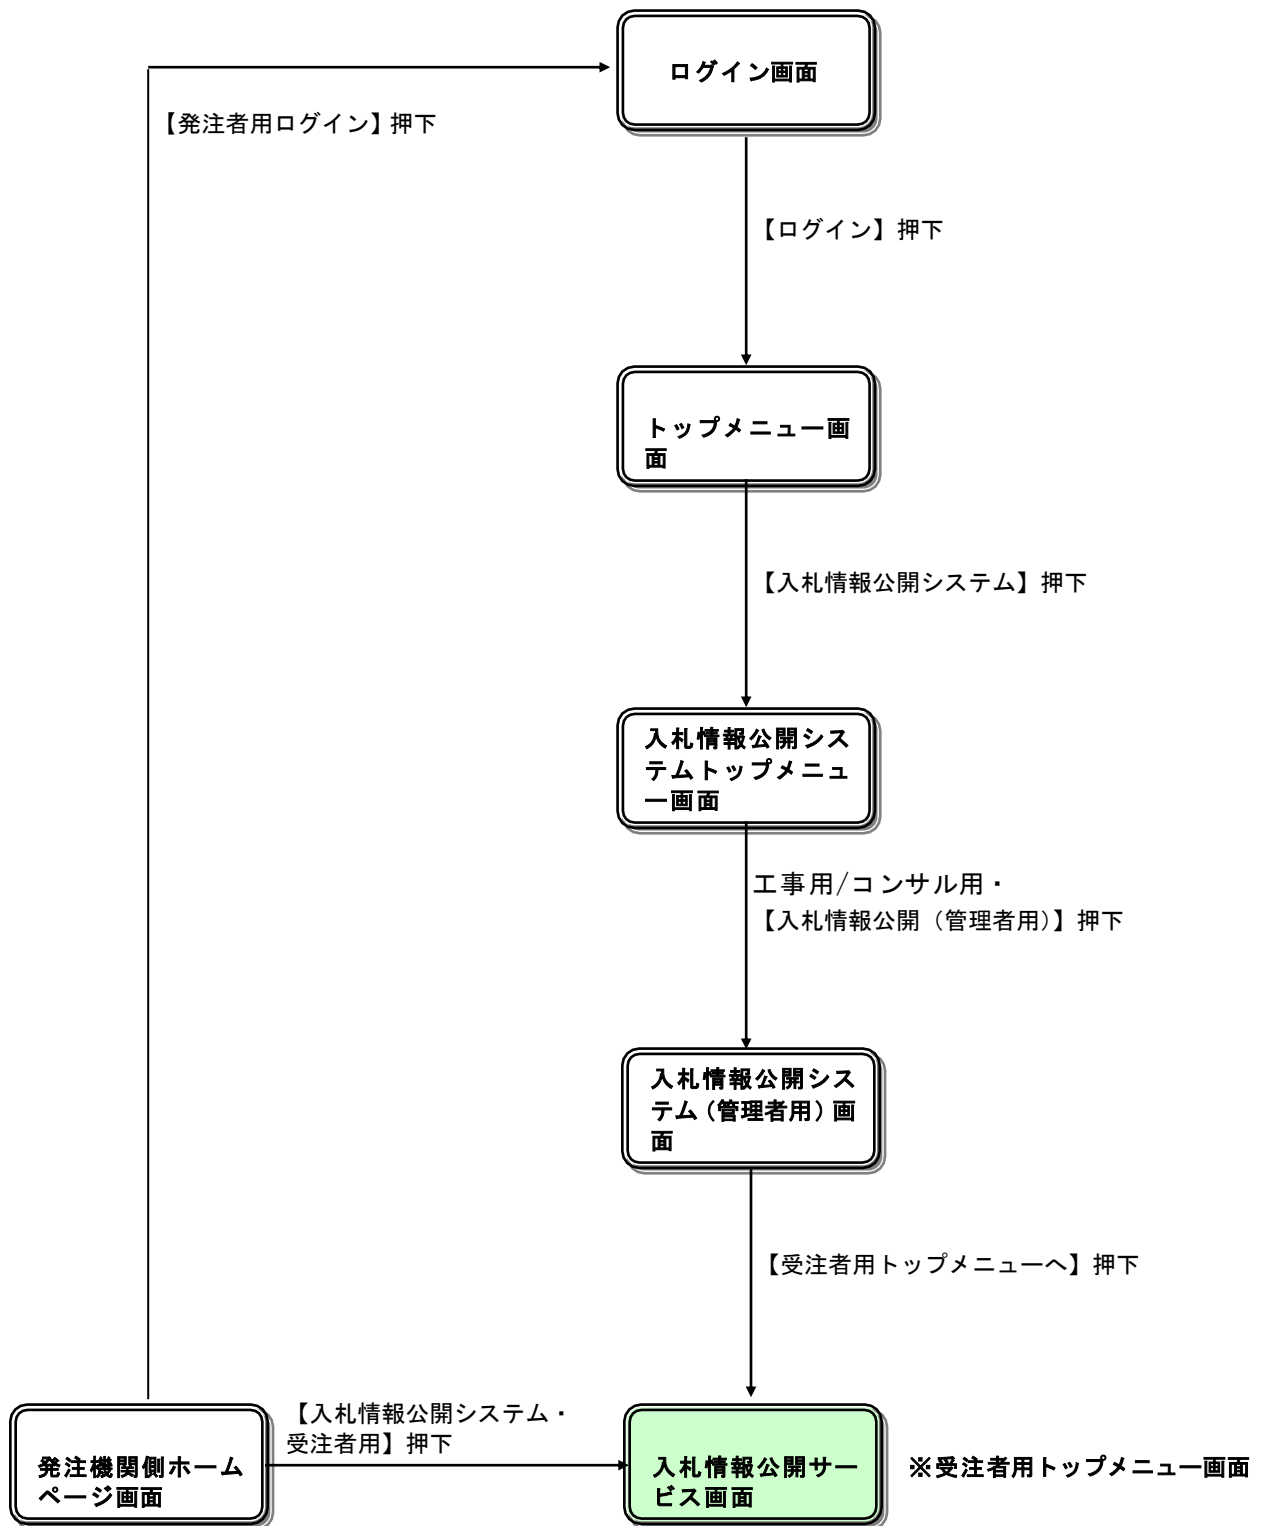 ログイン画面
【発注者用ログイン】押下
【ログイン】押下
トップメニュー画
面
【入札情報公開システム】押下
入札情報公開シス
テムトップメニュ
ー画面
工事用/コンサル用・
【入札情報公開（管理者用）】押下
入札情報公開シス
テム（管理者用）画
面
【受注者用トップメニューへ】押下
【入札情報公開システム・
受注者用】押下
発注機関側ホーム
ページ画面
入札情報公開サー
ビス画面
※受注者用トップメニュー画面